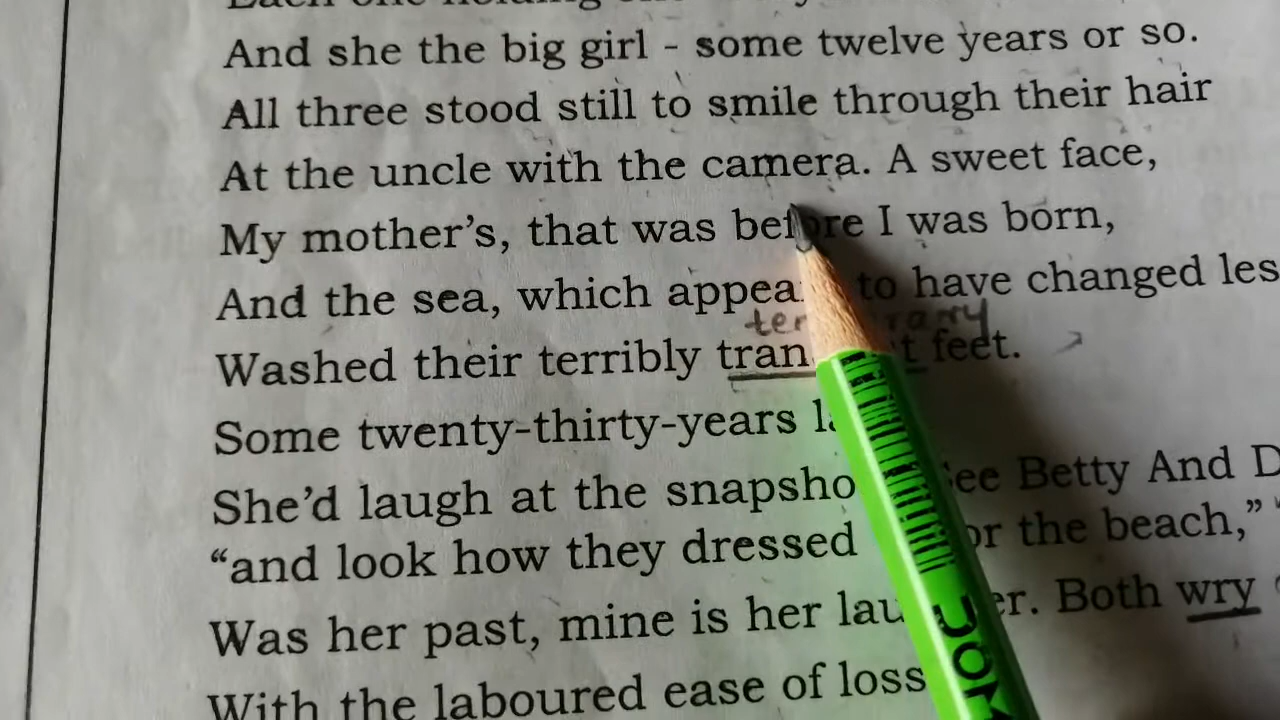 And she the big girl - some twelve years or so.
All three stood still to smile through their hair
At the uncle with the camera. A sweet face,
My mother's, that was before I was born,
And the sea, which appea to have changed les
Washed their terribly tran t feet.
Some twenty-thirty-years la
She'd laugh at the snapsho ee Betty And D
“and look how they dressed or the beach,”
Was her past, mine is her lau er. Both wry
With the laboured ease of loss